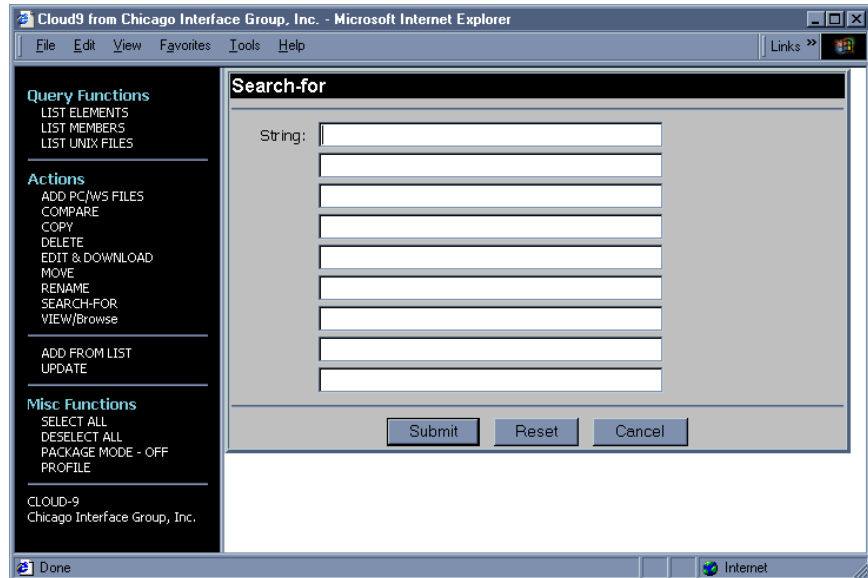 Cloud9 from Chicago Interface Group, Inc. - Microsoft Internet Explorer
File Edit View Favorites Tools Help Links »
Query Functions
LIST ELEMENTS
LIST MEMBERS
LIST UNIX FILES
Actions
ADD PC/WS FILES
COMPARE
COPY
DELETE
EDIT & DOWNLOAD
MOVE
RENAME
SEARCH-FOR
VIEW/Browse
ADD FROM LIST
UPDATE
Misc Functions
SELECT ALL
DESELECT ALL
PACKAGE MODE - OFF
PROFILE
CLOUD-9
Chicago Interface Group, Inc.
Search-for
String:
Submit Reset Cancel
Done Internet